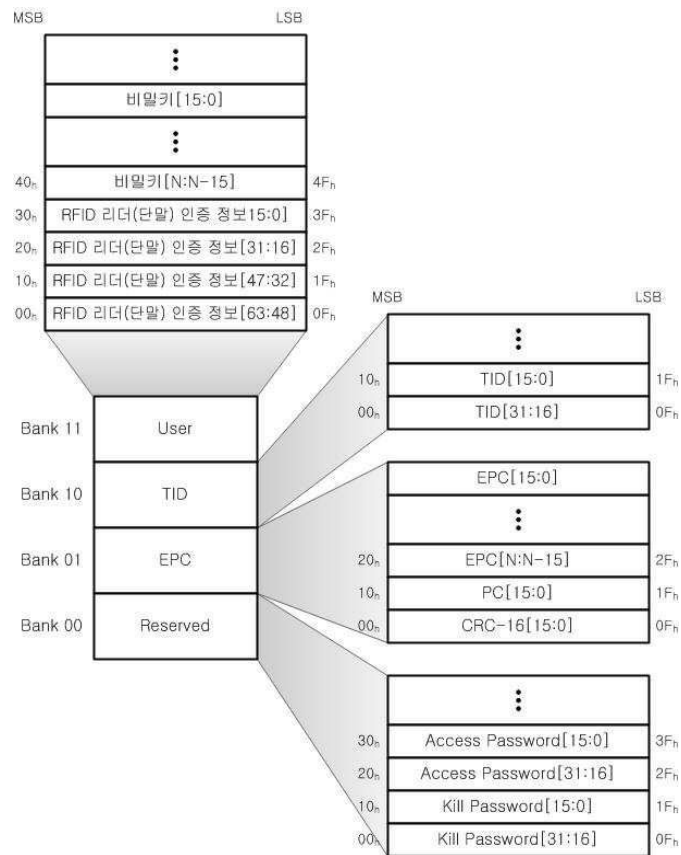 MSB LSB
비밀키[15:0]
40h 비밀키[N:N-15] 4Fh
30h RFID 리더(단말) 인증 정보15:0] 3Fh
20h RFID 리더(단말) 인증 정보[31:16] 2Fh
10h RFID 리더(단말) 인증 정보[47:32] 1Fh
00h RFID 리더(단말) 인증 정보[63:48] 0Fh
Bank 11 User
Bank 10 TID
Bank 01 EPC
Bank 00 Reserved
MSB LSB
10h TID[15:0] 1Fh
00h TID[31:16] 0Fh
EPC[15:0]
20h EPC[N:N-15] 2Fh
10h PC[15:0] 1Fh
00h CRC-16[15:0] 0Fh
30h Access Password[15:0] 3Fh
20h Access Password[31:16] 2Fh
10h Kill Password[15:0] 1Fh
00h Kill Password[31:16] 0Fh